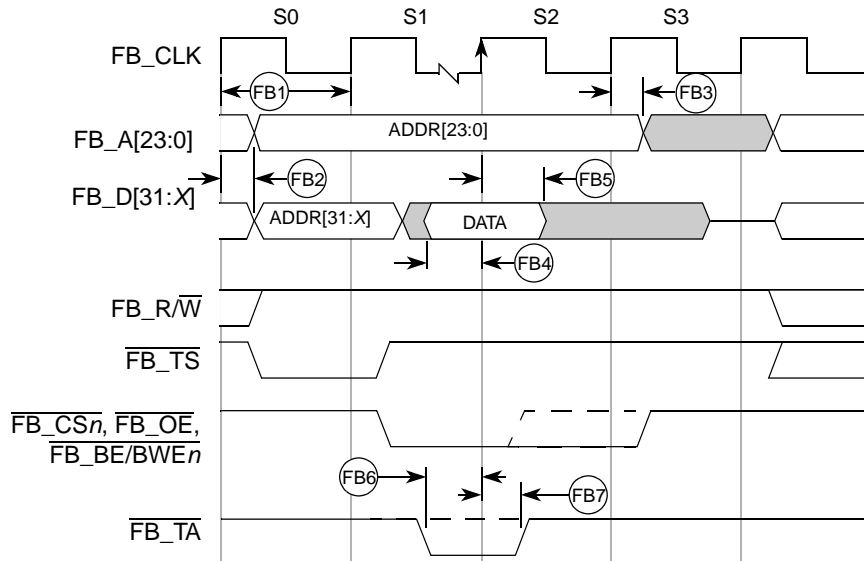 S0 S1 S2 S3
FB_CLK
FB1
FB3
FB_A[23:0]
ADDR[23:0]
FB2
FB5
FB_D[31:X]
ADDR[31:X]
DATA
FB4
FB_R/W
FB_TS
FB_CSn, FB_OE,
FB_BE/BWEn
FB6
FB7
FB_TA